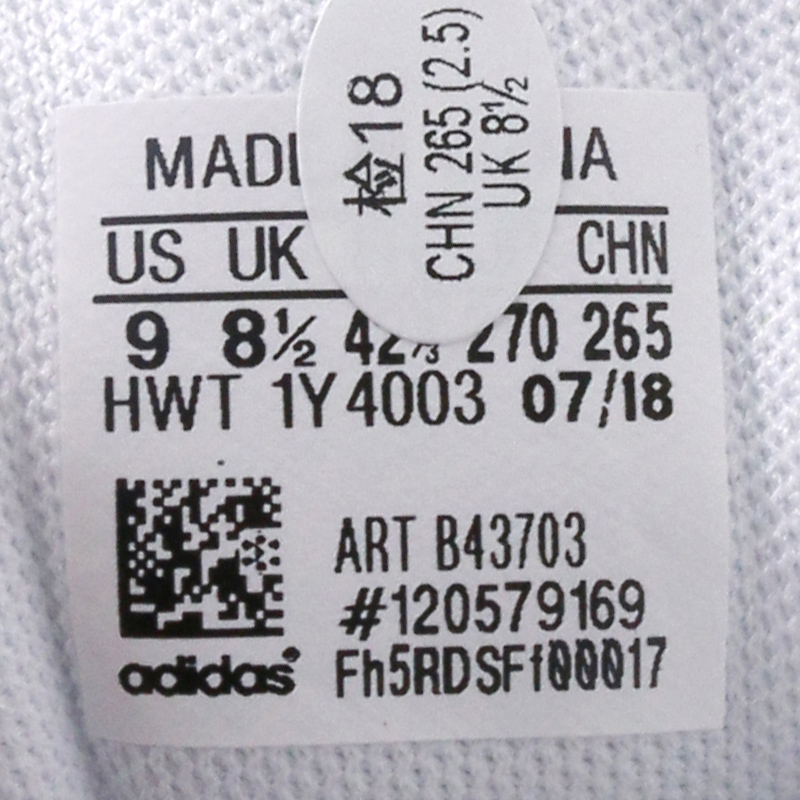 检18
CHN 265 (2.5)
UK 8½
MADE IA
US UK CHN
9 8½ 42⅔ 270 265
HWT 1Y4003 07/18
ART B43703
#120579169
adidas
Fh5RDSFf00017